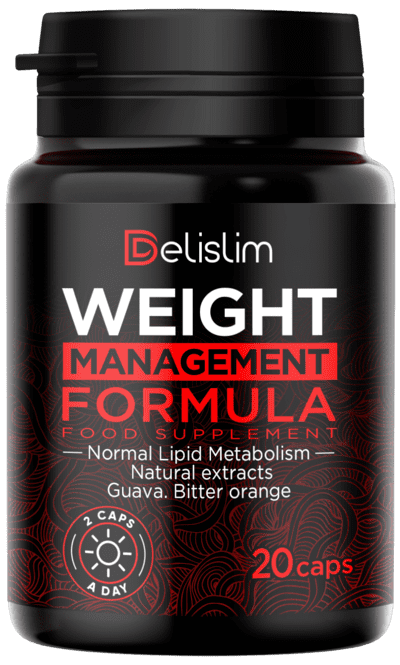 Delislim
WEIGHT
MANAGEMENT
FORMULA
FOOD SUPPLEMENT
Normal Lipid Metabolism
Natural extracts
Guava. Bitter orange
2 CAPS
A DAY
20 caps